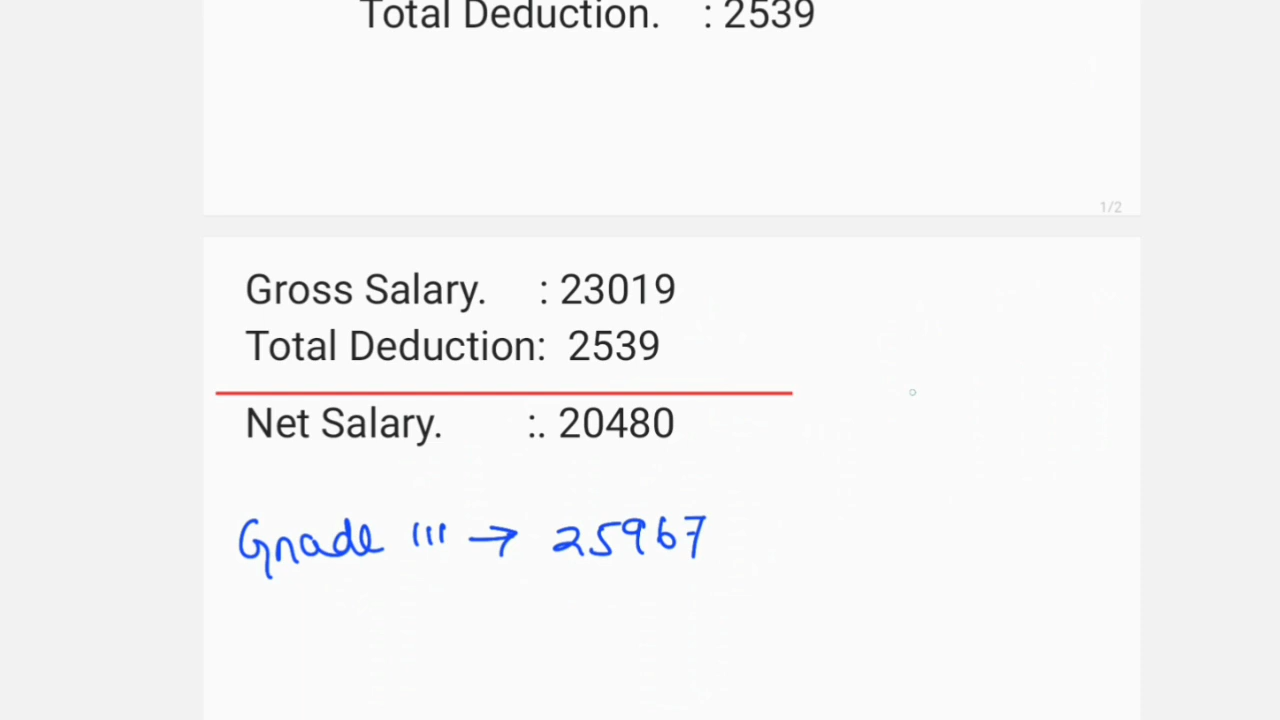 Total Deduction. : 2539
1/2
Gross Salary. : 23019
Total Deduction: 2539
Net Salary. :. 20480
Grade III → 25967